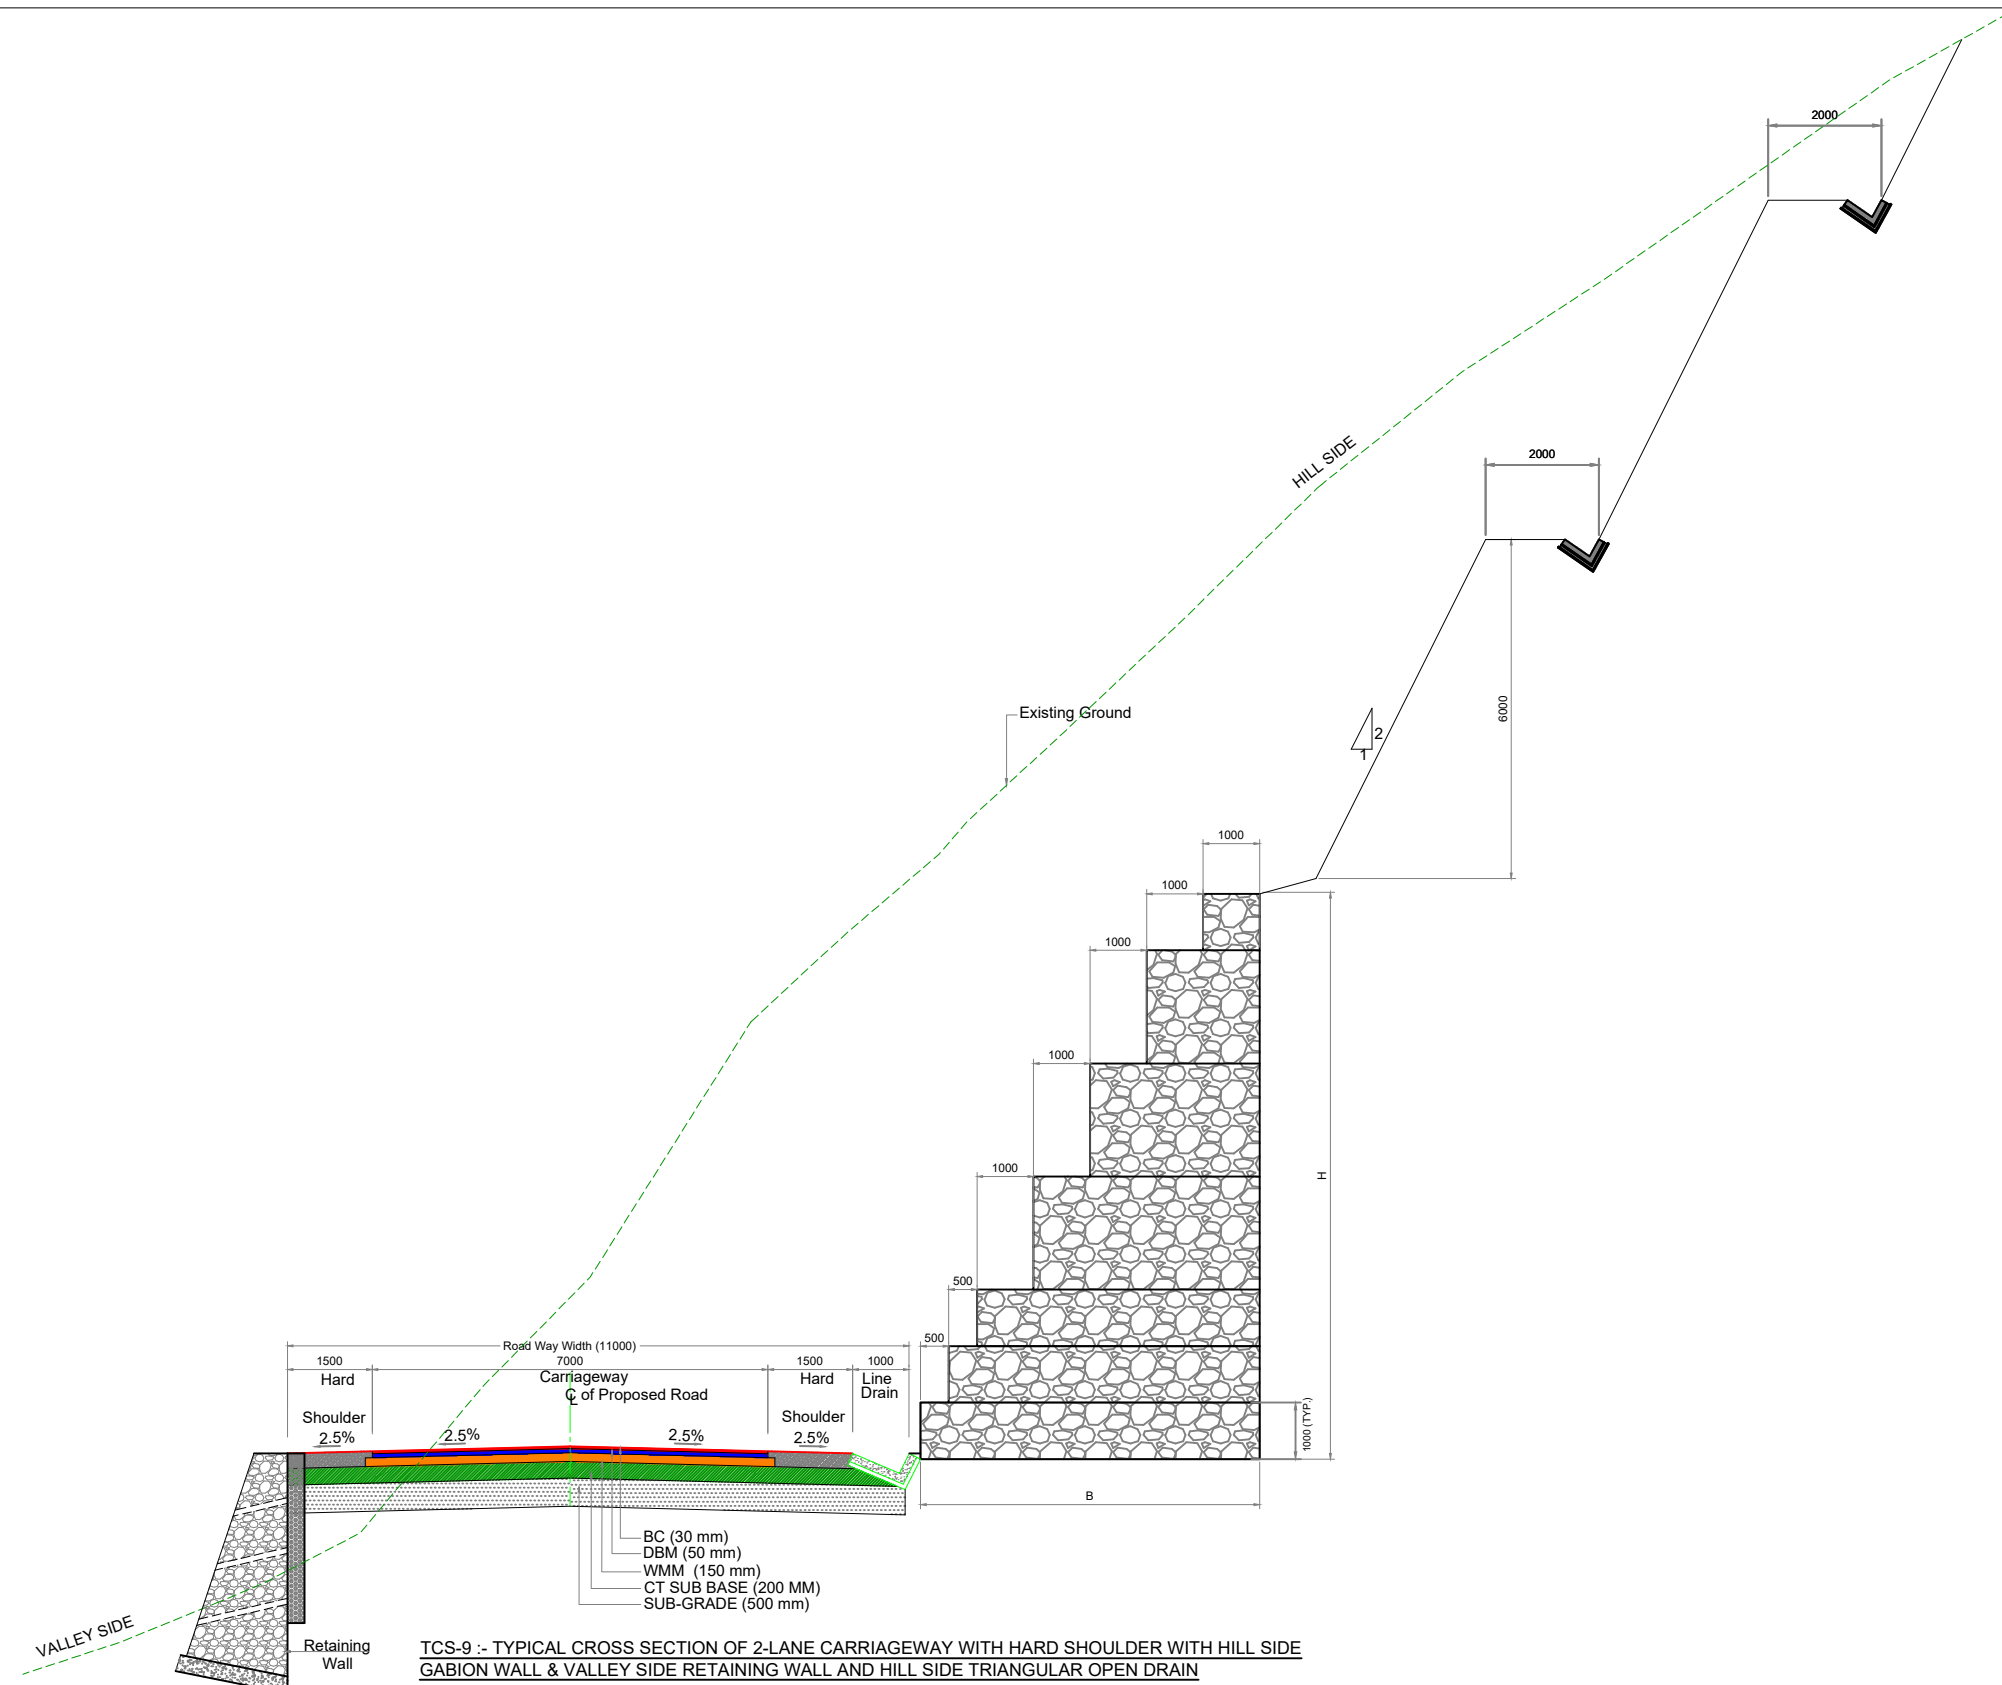 2000
HILL SIDE
2000
6000
Existing Ground
2
1
1000
1000
1000
1000
1000
H
500
500
Road Way Width (11000)
1500
7000
1500
1000
Hard
Carriageway
Hard
Line
Drain
℄ of Proposed Road
Shoulder
Shoulder
2.5%
2.5%
2.5%
2.5%
1000 (TYP.)
B
BC (30 mm)
DBM (50 mm)
WMM (150 mm)
CT SUB BASE (200 MM)
SUB-GRADE (500 mm)
VALLEY SIDE
Retaining
Wall
TCS-9 :- TYPICAL CROSS SECTION OF 2-LANE CARRIAGEWAY WITH HARD SHOULDER WITH HILL SIDE
GABION WALL & VALLEY SIDE RETAINING WALL AND HILL SIDE TRIANGULAR OPEN DRAIN